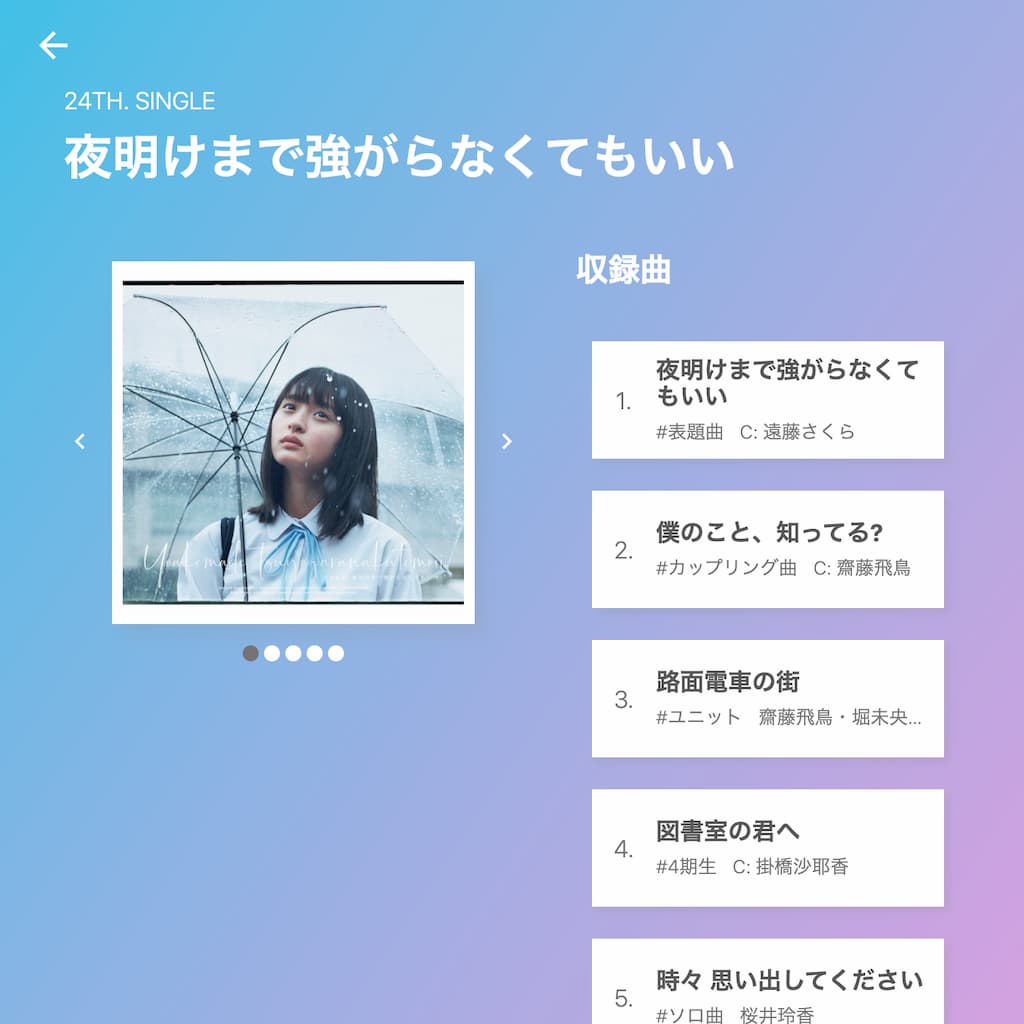 24TH. SINGLE
夜明けまで強がらなくてもいい
収録曲
1.
夜明けまで強がらなくて
もいい
#表題曲 C: 遠藤さくら
2.
僕のこと、知ってる?
#カップリング曲 C: 齋藤飛鳥
3.
路面電車の街
#ユニット 齋藤飛鳥・堀未央...
4.
図書室の君へ
#4期生 C: 掛橋沙耶香
5.
時々 思い出してください
#ソロ曲 桜井玲香